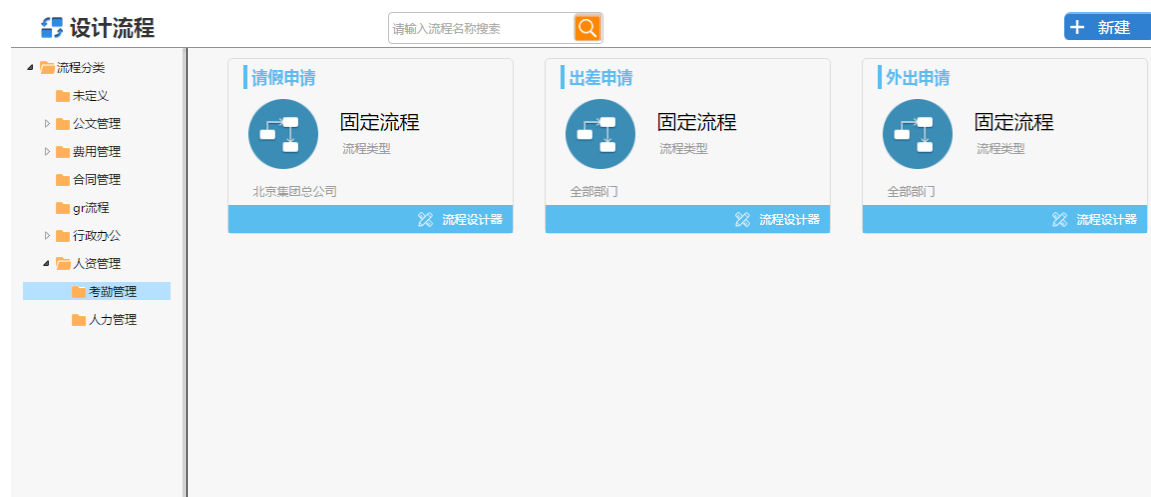 设计流程
请输入流程名称搜索
新建
流程分类
未定义
公文管理
费用管理
合同管理
gr流程
行政办公
人资管理
考勤管理
人力管理
请假申请
固定流程
流程类型
北京集团总公司
流程设计器
出差申请
固定流程
流程类型
全部部门
流程设计器
外出申请
固定流程
流程类型
全部部门
流程设计器